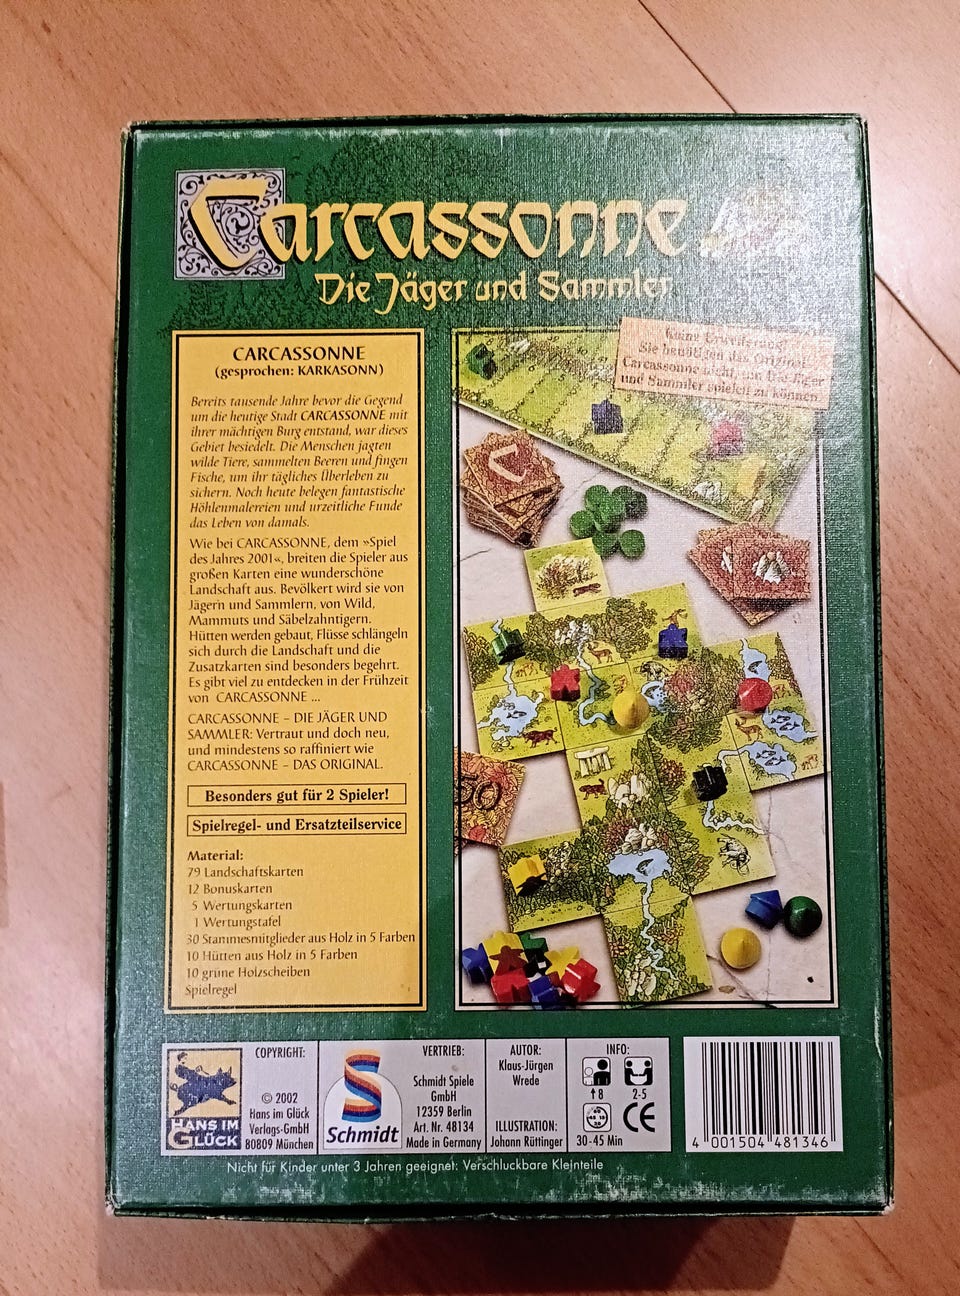 Carcassonne
Die Jäger und Sammler
Keine Erweiterung!
Sie benötigen das Original
Carcassonne nicht, um Die Jäger
und Sammler spielen zu können.
CARCASSONNE
(gesprochen: KARKASONN)
Bereits tausende Jahre bevor die Gegend
um die heutige Stadt CARCASSONNE mit
ihrer mächtigen Burg entstand, war dieses
Gebiet besiedelt. Die Menschen jagten
wilde Tiere, sammelten Beeren und fingen
Fische, um ihr tägliches Überleben zu
sichern. Noch heute belegen fantastische
Höhlenmalereien und urzeitliche Funde
das Leben von damals.
Wie bei CARCASSONNE, dem »Spiel
des Jahres 2001«, breiten die Spieler aus
großen Karten eine wunderschöne
Landschaft aus. Bevölkert wird sie von
Jägern und Sammlern, von Wild,
Mammuts und Säbelzahntigern.
Hütten werden gebaut, Flüsse schlängeln
sich durch die Landschaft und die
Zusatzkarten sind besonders begehrt.
Es gibt viel zu entdecken in der Frühzeit
von CARCASSONNE ...
CARCASSONNE – DIE JÄGER UND
SAMMLER: Vertraut und doch neu,
und mindestens so raffiniert wie
CARCASSONNE – DAS ORIGINAL.
Besonders gut für 2 Spieler!
Spielregel- und Ersatzteilservice
Material:
79 Landschaftskarten
12 Bonuskarten
5 Wertungskarten
1 Wertungstafel
30 Stammesmitglieder aus Holz in 5 Farben
10 Hütten aus Holz in 5 Farben
10 grüne Holzscheiben
Spielregel
50
HANS IM
GLÜCK
COPYRIGHT:
© 2002
Hans im Glück
Verlags-GmbH
80809 München
Schmidt
VERTRIEB:
Schmidt Spiele
GmbH
12359 Berlin
Art. Nr. 48134
Made in Germany
AUTOR:
Klaus-Jürgen
Wrede
ILLUSTRATION:
Johann Rüttinger
INFO:
↑8 2-5
CE
30-45 Min
4 001504 481346
Nicht für Kinder unter 3 Jahren geeignet: Verschluckbare Kleinteile